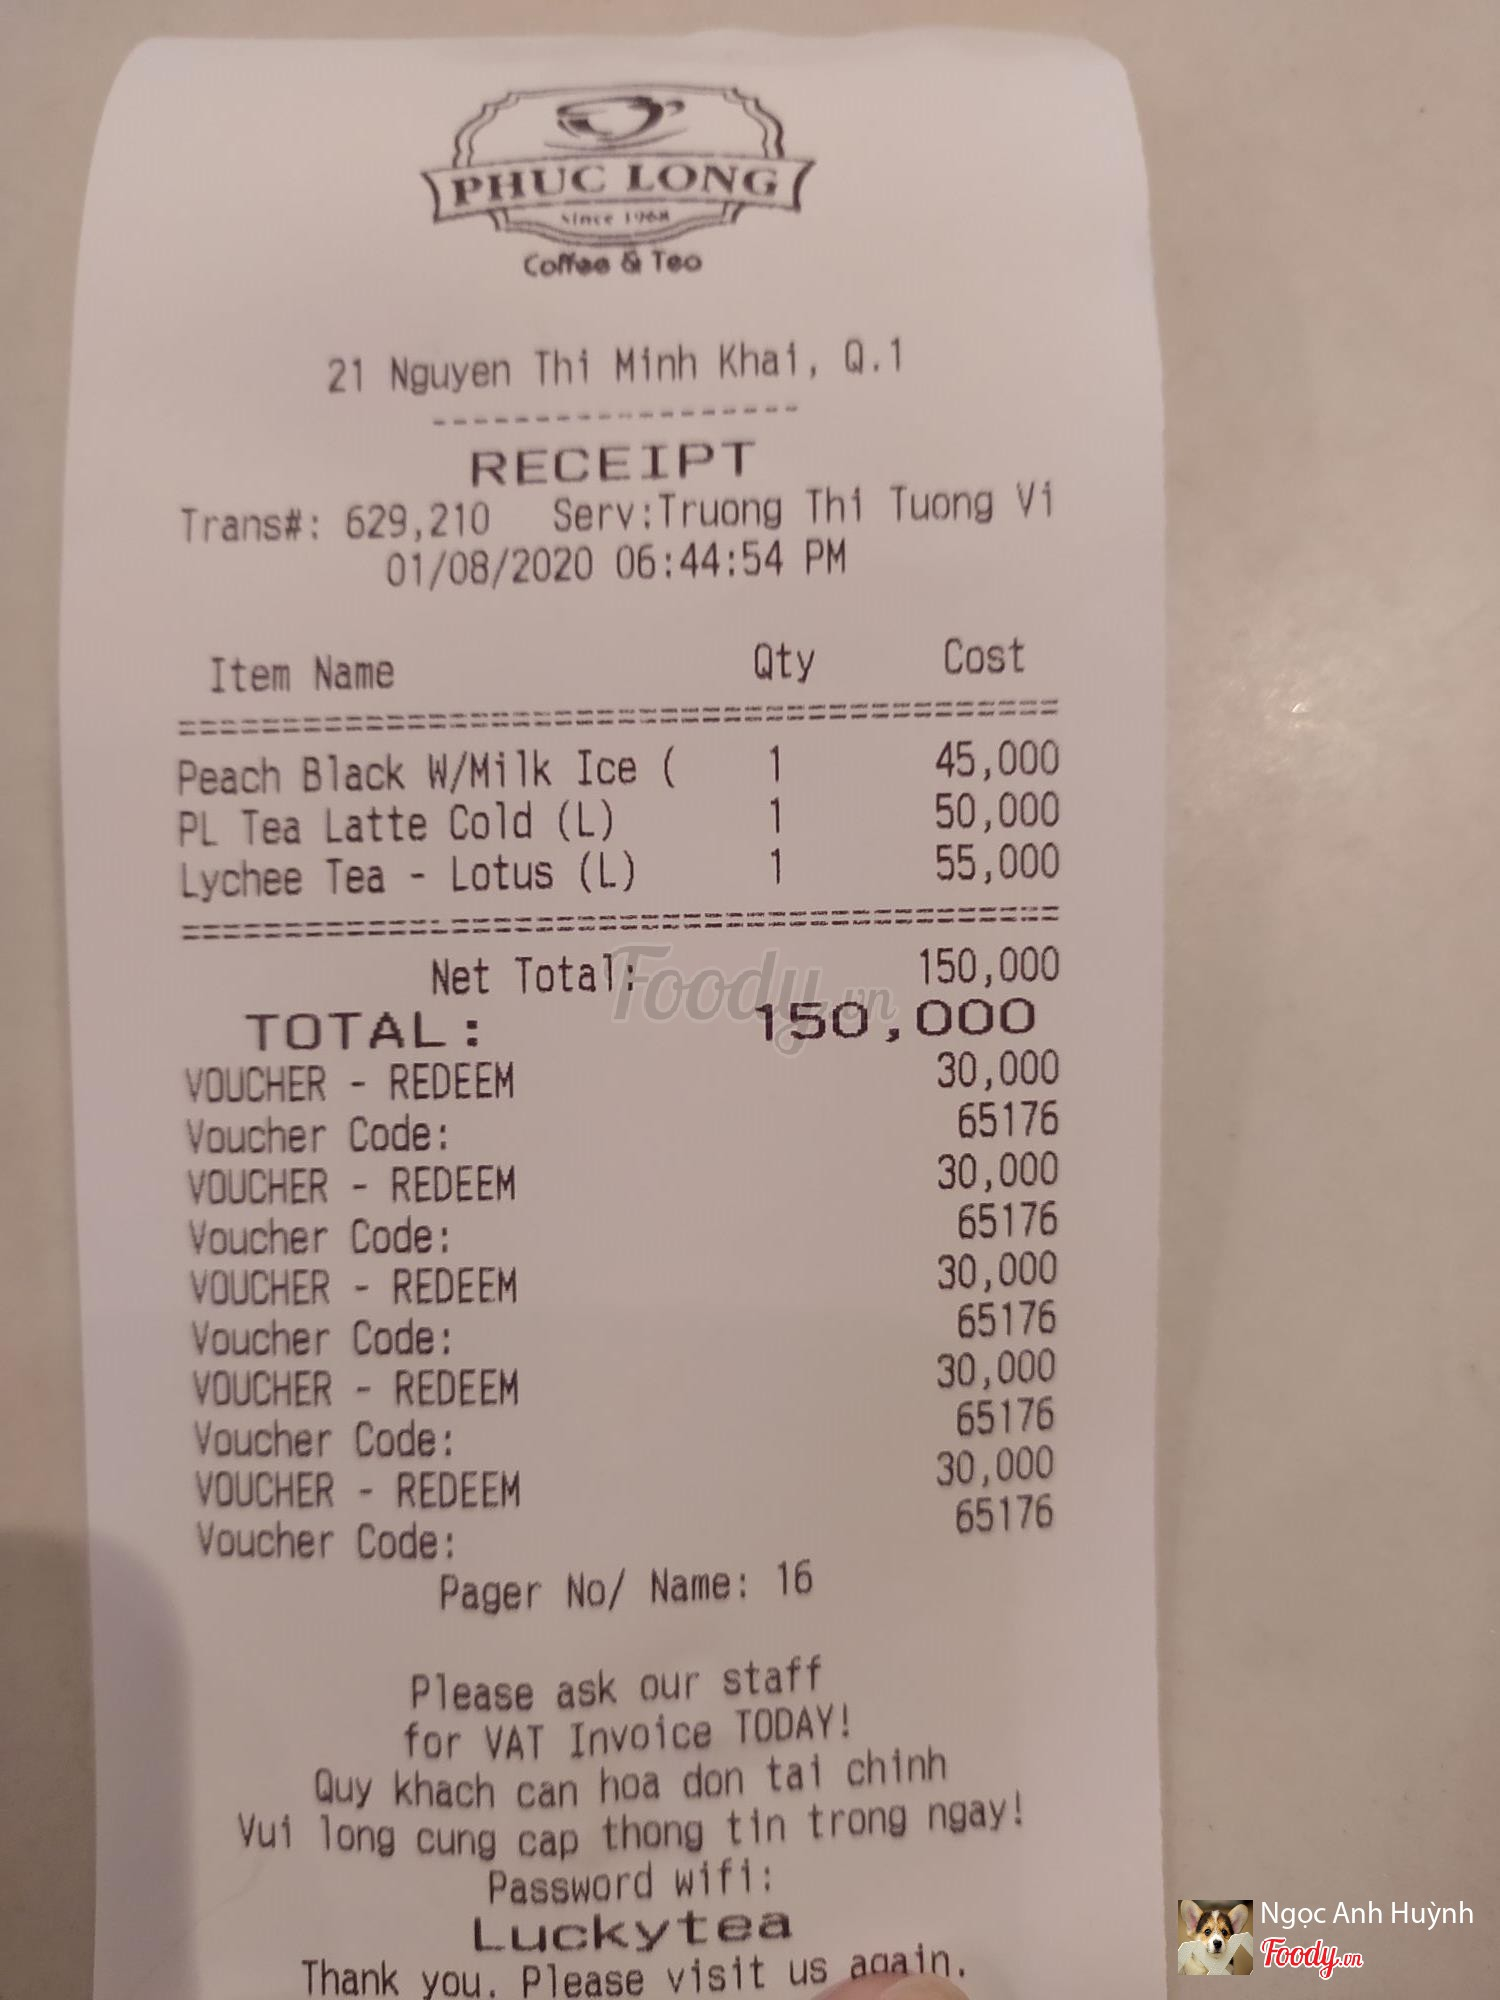 PHUC LONG
Since 1968
Coffee & Tea
21 Nguyen Thi Minh Khai, Q.1
RECEIPT
Trans#: 629,210 Serv:Truong Thi Tuong Vi
01/08/2020 06:44:54 PM
Item Name Qty Cost
Peach Black W/Milk Ice ( 1 45,000
PL Tea Latte Cold (L) 1 50,000
Lychee Tea - Lotus (L) 1 55,000
Net Total: 150,000
TOTAL: 150,000
VOUCHER - REDEEM 30,000
Voucher Code: 65176
VOUCHER - REDEEM 30,000
Voucher Code: 65176
VOUCHER - REDEEM 30,000
Voucher Code: 65176
VOUCHER - REDEEM 30,000
Voucher Code: 65176
VOUCHER - REDEEM 30,000
Voucher Code: 65176
Pager No/ Name: 16
Please ask our staff
for VAT Invoice TODAY!
Quy khach can hoa don tai chinh
Vui long cung cap thong tin trong ngay!
Password wifi:
Luckytea
Thank you. Please visit us again.
Foody.vn
Ngọc Anh Huỳnh
Foody.vn